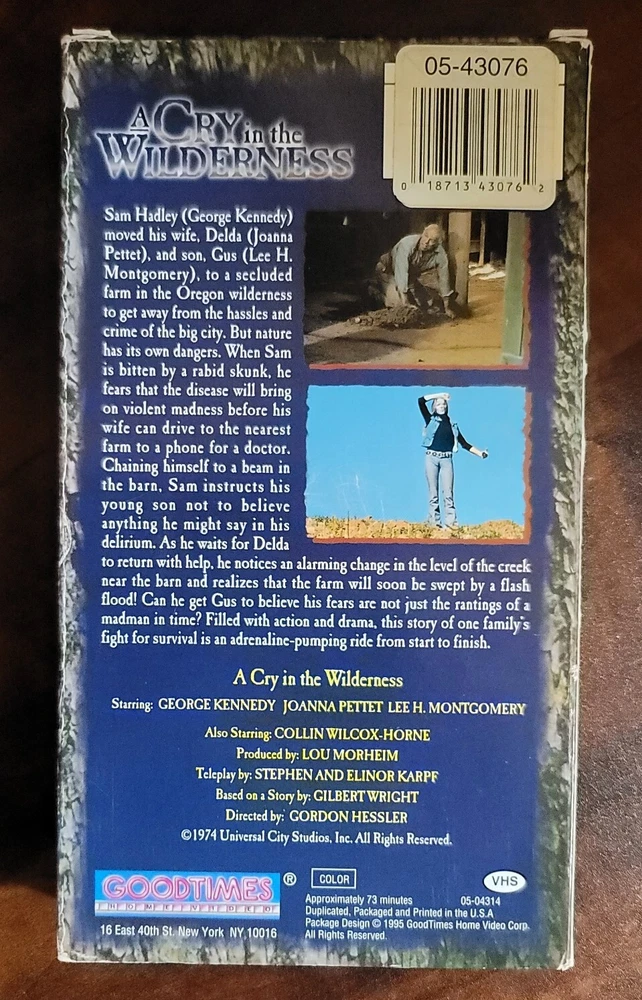 05-43076
0 18713 43076 2
A CRY in the
WILDERNESS
Sam Hadley (George Kennedy)
moved his wife, Delda (Joanna
Pettet), and son, Gus (Lee H.
Montgomery), to a secluded
farm in the Oregon wilderness
to get away from the hassles and
crime of the big city. But nature
has its own dangers. When Sam
is bitten by a rabid skunk, he
fears that the disease will bring
on violent madness before his
wife can drive to the nearest
farm to a phone for a doctor.
Chaining himself to a beam in
the barn, Sam instructs his
young son not to believe
anything he might say in his
delirium. As he waits for Delda
to return with help, he notices an alarming change in the level of the creek
near the barn and realizes that the farm will soon be swept by a flash
flood! Can he get Gus to believe his fears are not just the rantings of a
madman in time? Filled with action and drama, this story of one family's
fight for survival is an adrenaline-pumping ride from start to finish.
A Cry in the Wilderness
Starring: GEORGE KENNEDY JOANNA PETTET LEE H. MONTGOMERY
Also Starring: COLLIN WILCOX-HORNE
Produced by: LOU MORHEIM
Teleplay by: STEPHEN AND ELINOR KARPF
Based on a Story by: GILBERT WRIGHT
Directed by: GORDON HESSLER
©1974 Universal City Studios, Inc. All Rights Reserved.
GOODTIMES ®
HOME VIDEO
16 East 40th St. New York NY 10016
COLOR
VHS
Approximately 73 minutes 05-04314
Duplicated, Packaged and Printed in the U.S.A
Package Design © 1995 GoodTimes Home Video Corp.
All Rights Reserved.